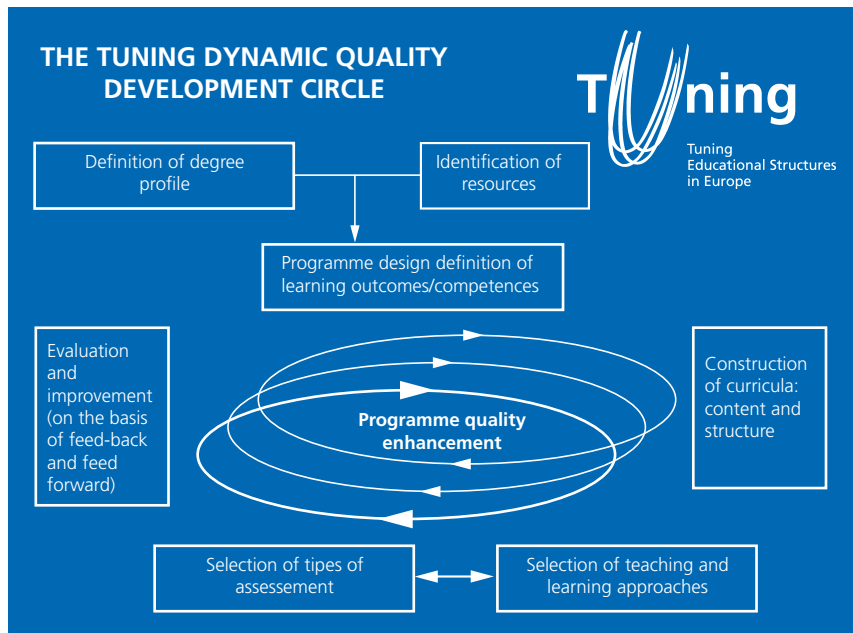 THE TUNING DYNAMIC QUALITY
DEVELOPMENT CIRCLE
Tuning
Tuning
Educational Structures
in Europe
Definition of degree
profile
Identification of
resources
Programme design definition of
learning outcomes/competences
Evaluation
and
improvement
(on the basis
of feed-back
and feed
forward)
Programme quality
enhancement
Construction
of curricula:
content and
structure
Selection of tipes of
assessment
Selection of teaching and
learning approaches